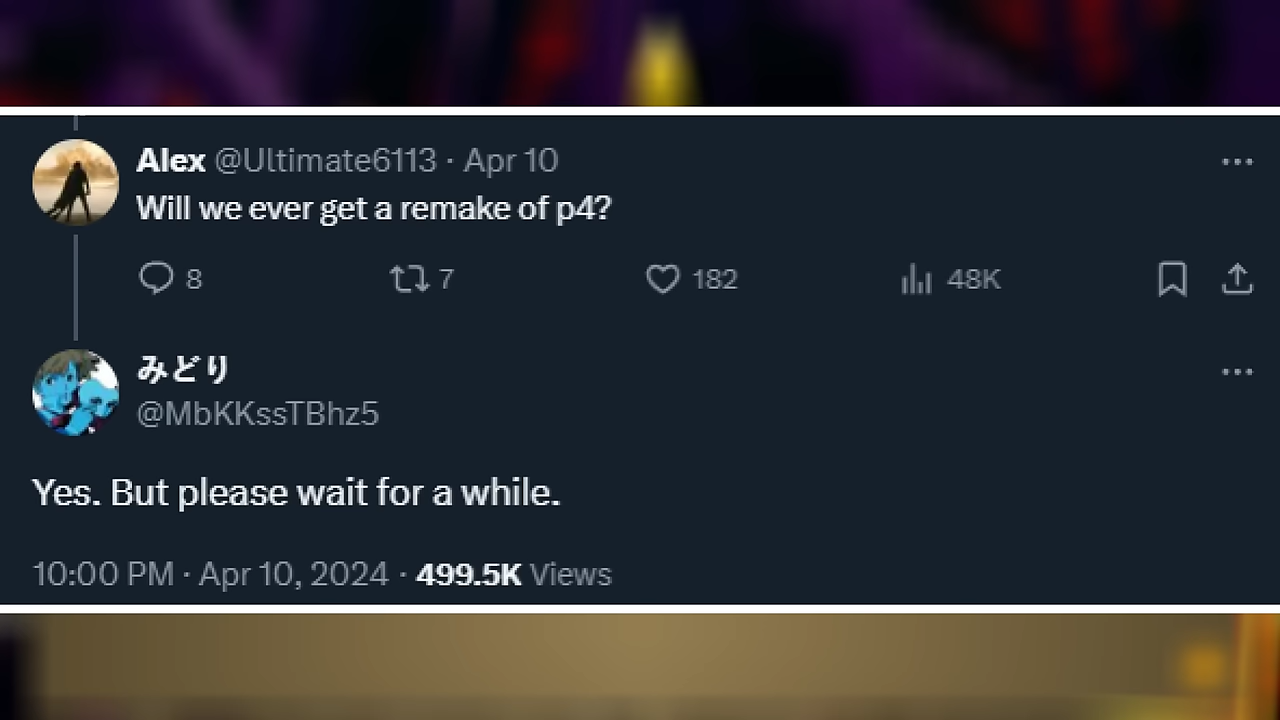 Alex @Ultimate6113 · Apr 10
Will we ever get a remake of p4?
8 7 182 48K
みどり
@MbKKssTBhz5
Yes. But please wait for a while.
10:00 PM · Apr 10, 2024 · 499.5K Views